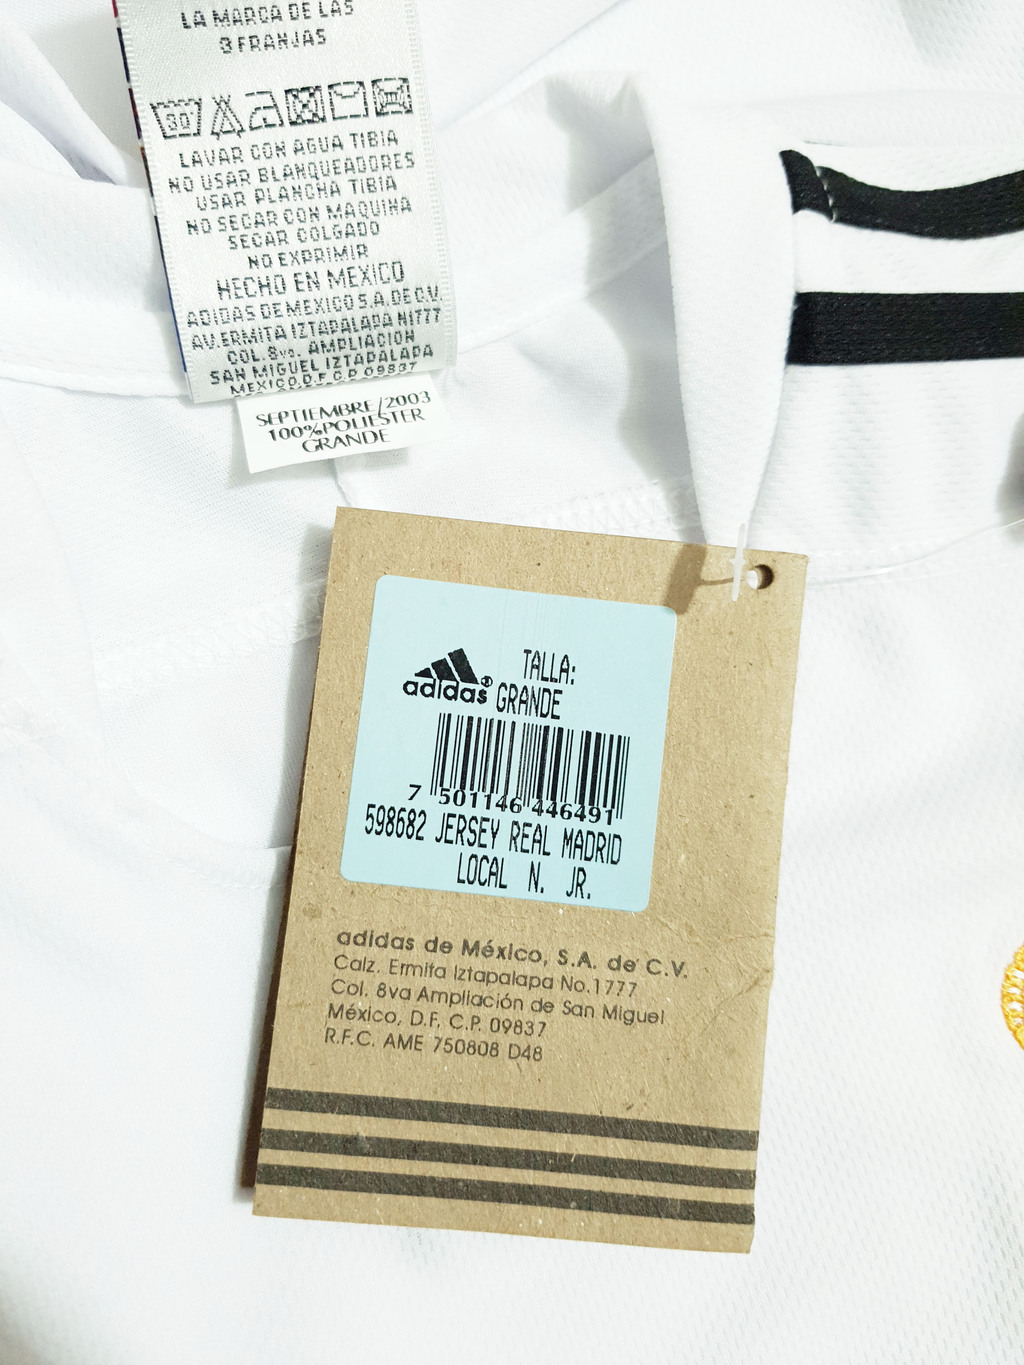 LA MARCA DE LAS
3 FRANJAS
30°
LAVAR CON AGUA TIBIA
NO USAR BLANQUEADORES
USAR PLANCHA TIBIA
NO SECAR CON MAQUINA
SECAR COLGADO
NO EXPRIMIR
HECHO EN MEXICO
ADIDAS DE MEXICO S.A. DE C.V.
AV. ERMITA IZTAPALAPA N1777
COL. 8va. AMPLIACION
SAN MIGUEL IZTAPALAPA
MEXICO, D.F. C.P. 09837
SEPTIEMBRE/2003
100%POLIESTER
GRANDE
TALLA:
adidas® GRANDE
7 501146 446491
598682 JERSEY REAL MADRID
LOCAL N. JR.
adidas de México, S.A. de C.V.
Calz. Ermita Iztapalapa No.1777
Col. 8va Ampliación de San Miguel
México, D.F. C.P. 09837
R.F.C. AME 750808 D48